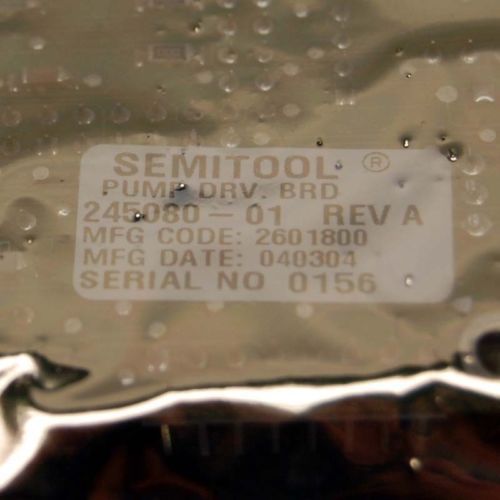 SEMITOOL ®
PUMP DRV. BRD
245080-01 REV A
MFG CODE: 2601800
MFG DATE: 040304
SERIAL NO 0156